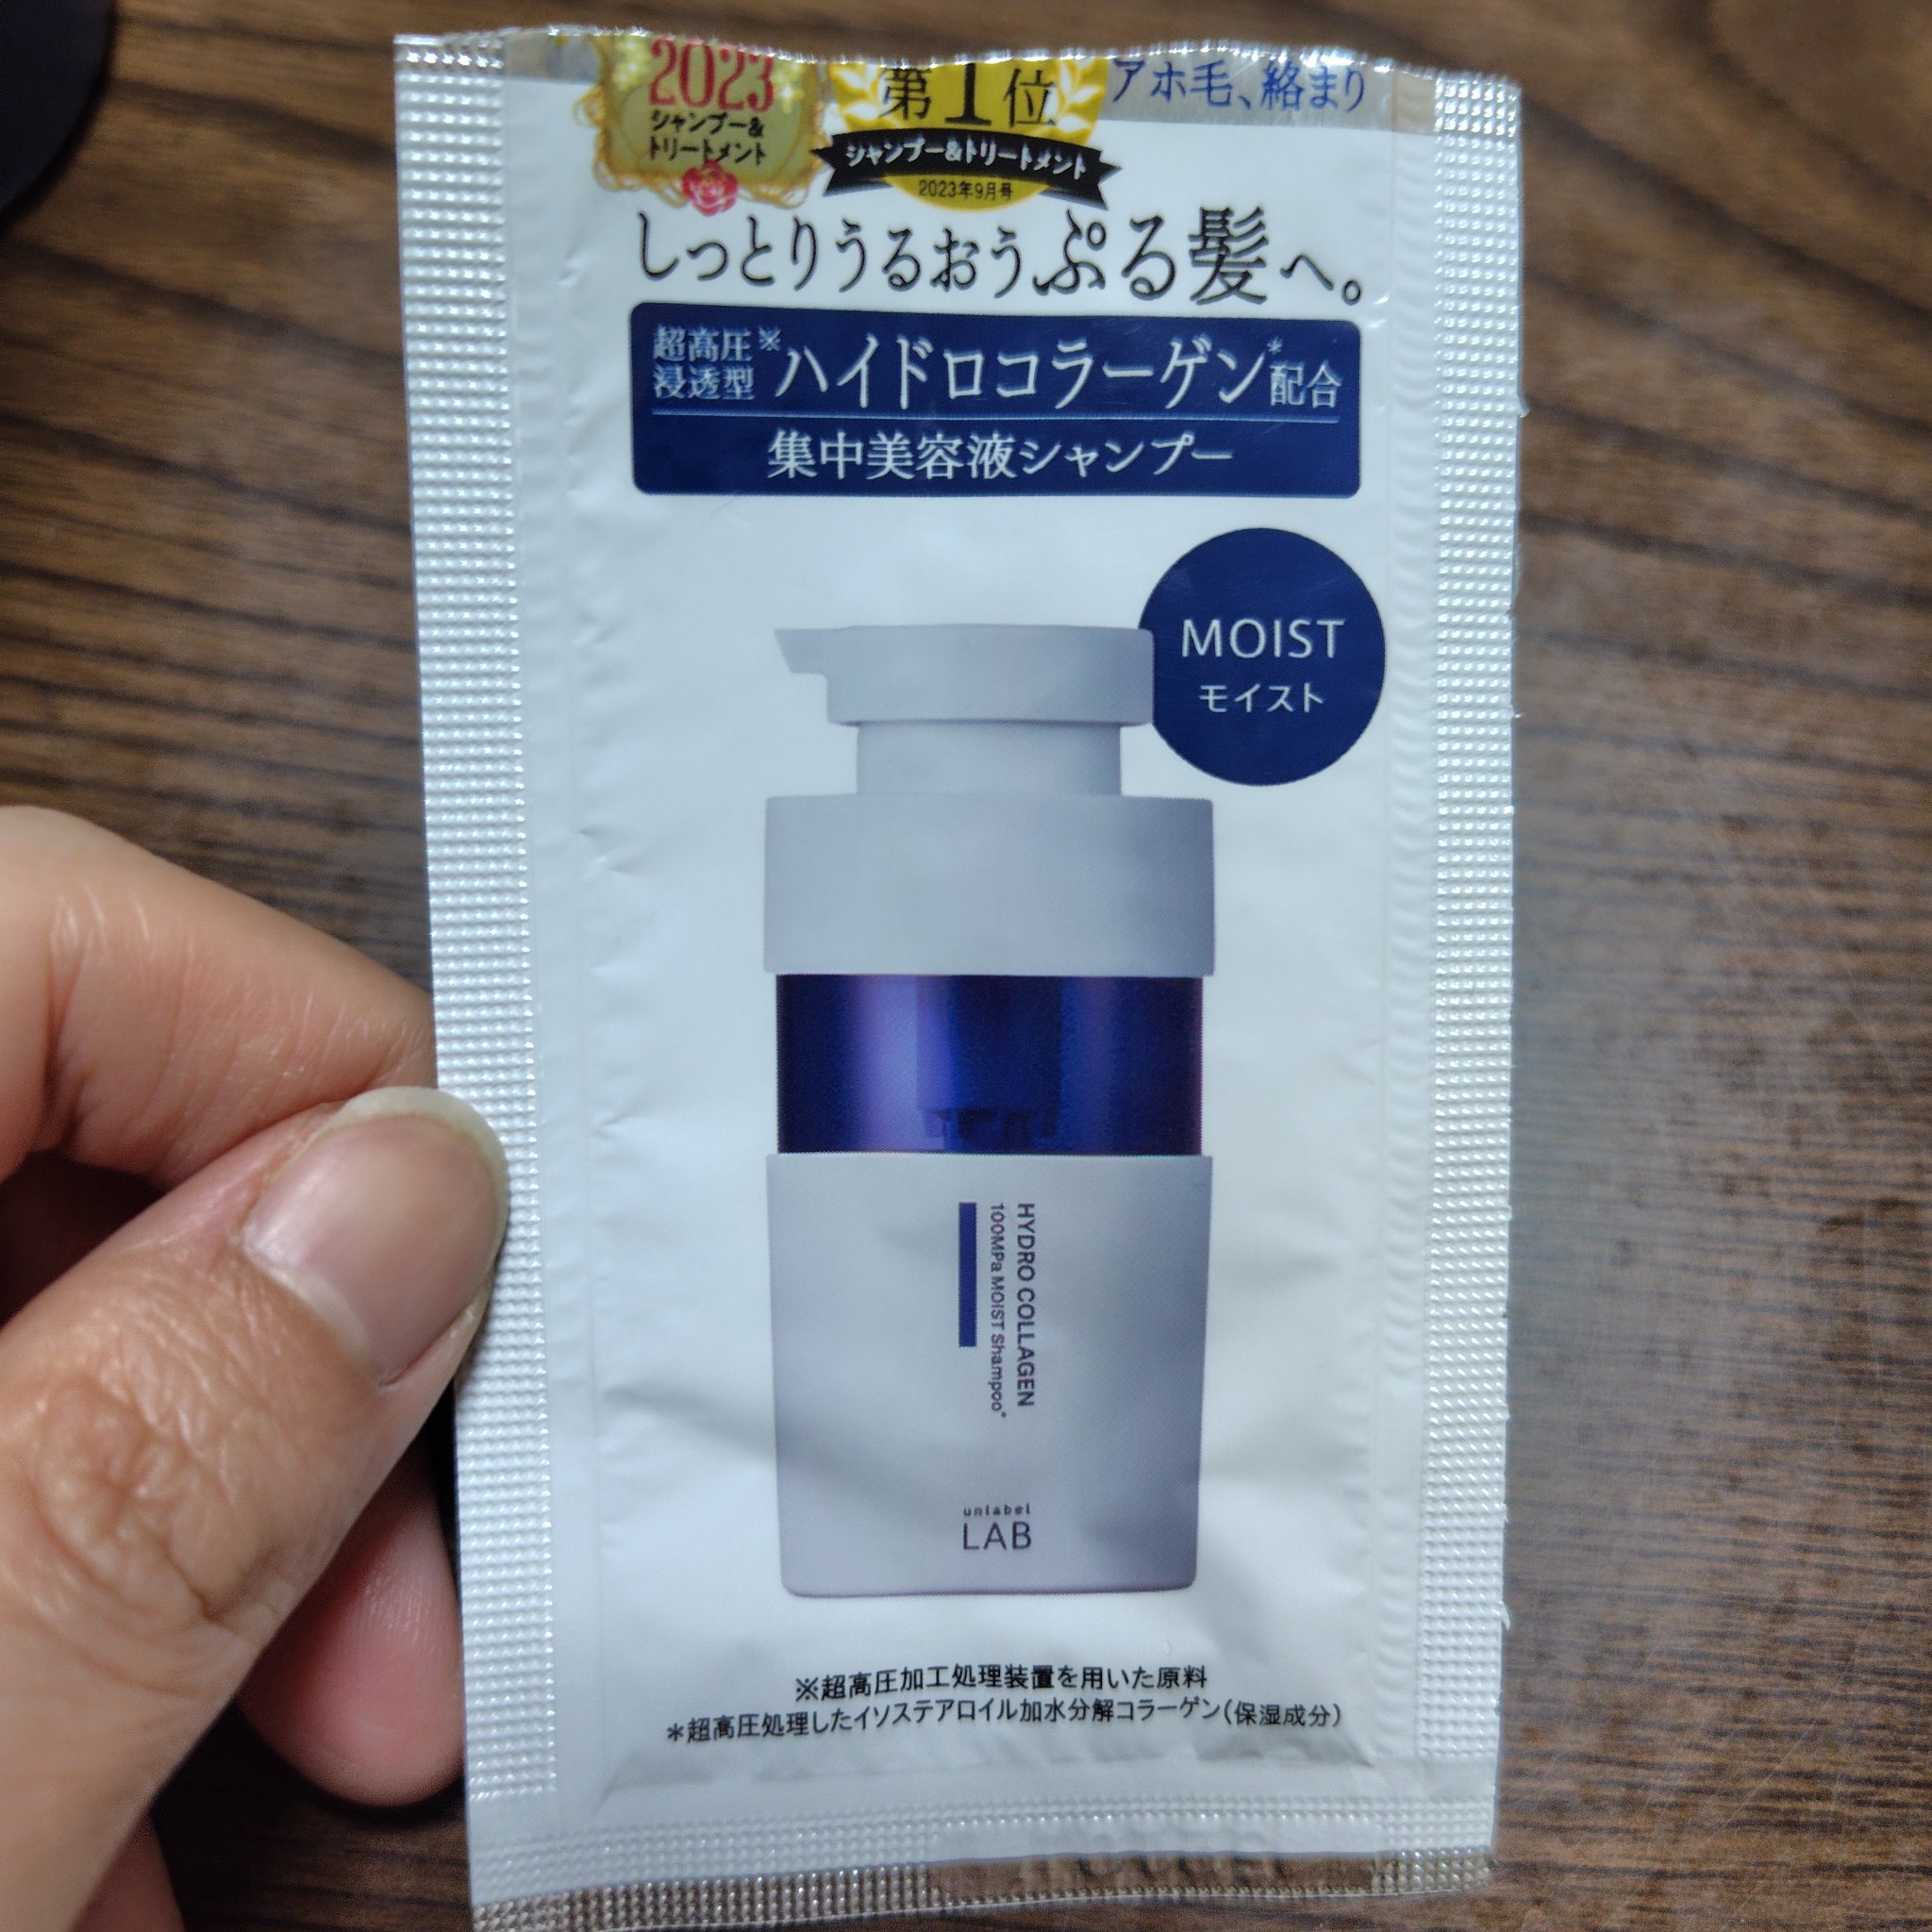 2023
シャンプー&
トリートメント
第1位
シャンプー&トリートメント
2023年9月号
アホ毛、絡まり
しっとりうるおうぷる髪へ。
超高圧※
浸透型
ハイドロコラーゲン*配合
集中美容液シャンプー
MOIST
モイスト
HYDRO COLLAGEN
100MPa MOIST Shampoo*
unlabel
LAB
※超高圧加工処理装置を用いた原料
*超高圧処理したイソステアロイル加水分解コラーゲン(保湿成分)